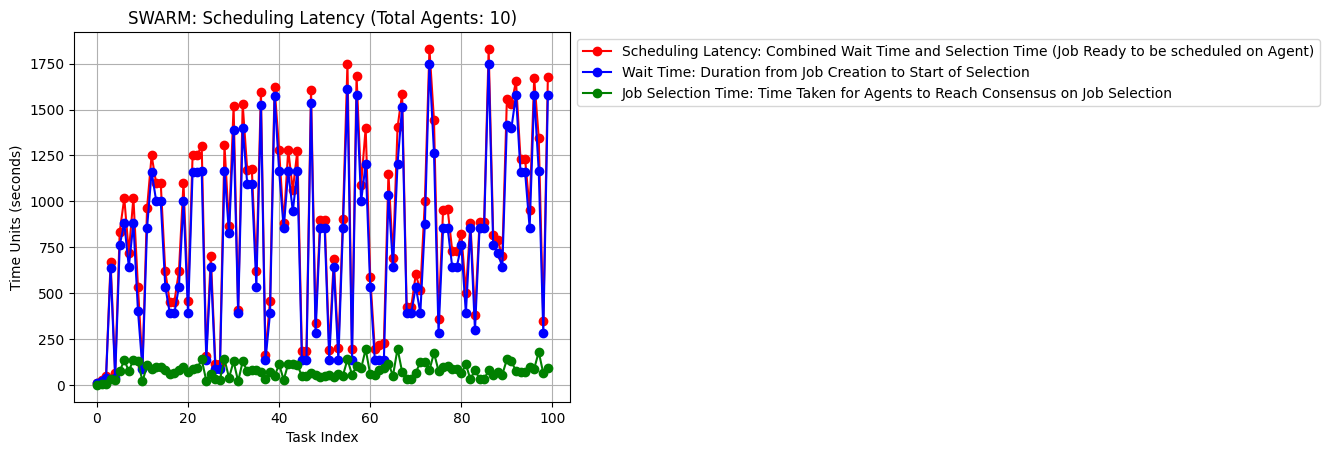 SWARM: Scheduling Latency (Total Agents: 10)
Scheduling Latency: Combined Wait Time and Selection Time (Job Ready to be scheduled on Agent)
Wait Time: Duration from Job Creation to Start of Selection
Job Selection Time: Time Taken for Agents to Reach Consensus on Job Selection
Time Units (seconds)
1750
1500
1250
1000
750
500
250
0
0 20 40 60 80 100
Task Index